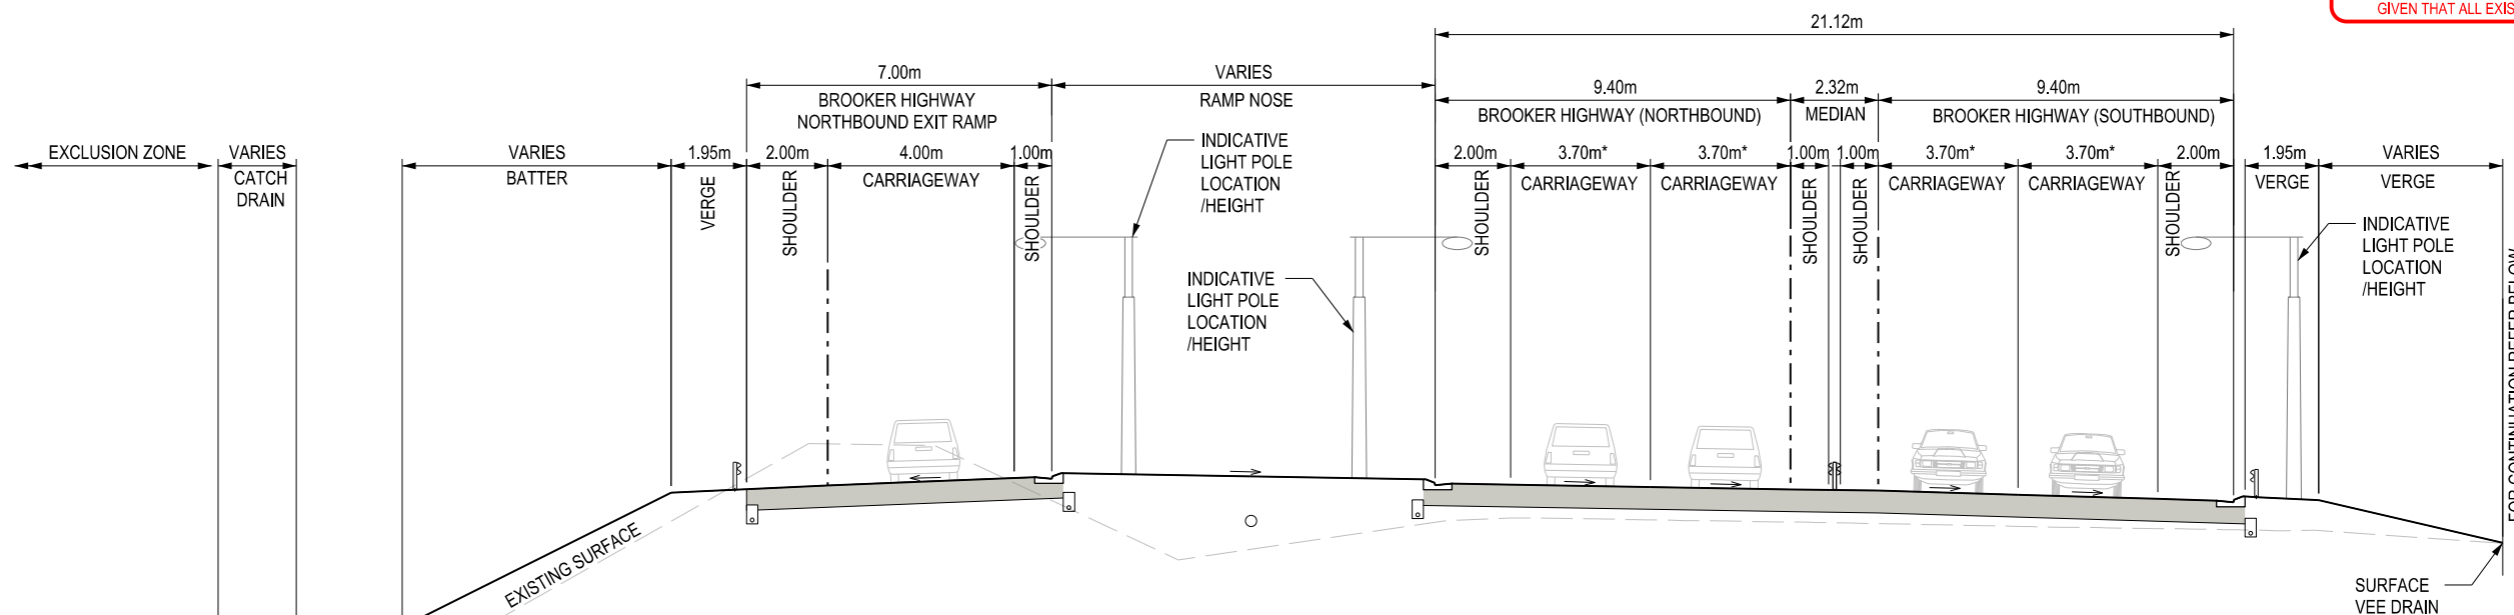 GIVEN THAT ALL EXIS
21.12m
7.00m
BROOKER HIGHWAY
NORTHBOUND EXIT RAMP
VARIES
RAMP NOSE
9.40m
BROOKER HIGHWAY (NORTHBOUND)
2.32m
MEDIAN
9.40m
BROOKER HIGHWAY (SOUTHBOUND)
EXCLUSION ZONE
VARIES
CATCH
DRAIN
VARIES
BATTER
1.95m
VERGE
2.00m
SHOULDER
4.00m
CARRIAGEWAY
1.00m
SHOULDER
INDICATIVE
LIGHT POLE
LOCATION
/HEIGHT
INDICATIVE
LIGHT POLE
LOCATION
/HEIGHT
2.00m
SHOULDER
3.70m*
CARRIAGEWAY
3.70m*
CARRIAGEWAY
1.00m
SHOULDER
1.00m
SHOULDER
3.70m*
CARRIAGEWAY
3.70m*
CARRIAGEWAY
2.00m
SHOULDER
1.95m
VERGE
VARIES
VERGE
INDICATIVE
LIGHT POLE
LOCATION
/HEIGHT
FOR CONTINUATION REFER BELOW
EXISTING SURFACE
SURFACE
VEE DRAIN